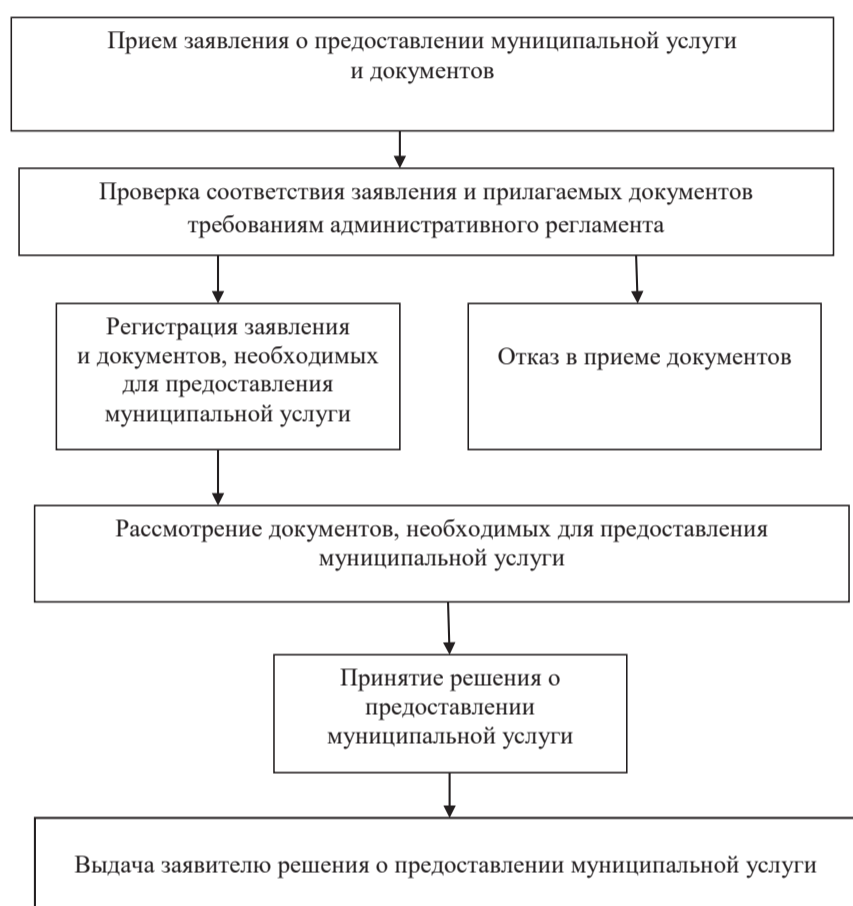 Прием заявления о предоставлении муниципальной услуги
и документов
Проверка соответствия заявления и прилагаемых документов
требованиям административного регламента
Регистрация заявления
и документов, необходимых
для предоставления
муниципальной услуги
Отказ в приеме документов
Рассмотрение документов, необходимых для предоставления
муниципальной услуги
Принятие решения о
предоставлении
муниципальной услуги
Выдача заявителю решения о предоставлении муниципальной услуги